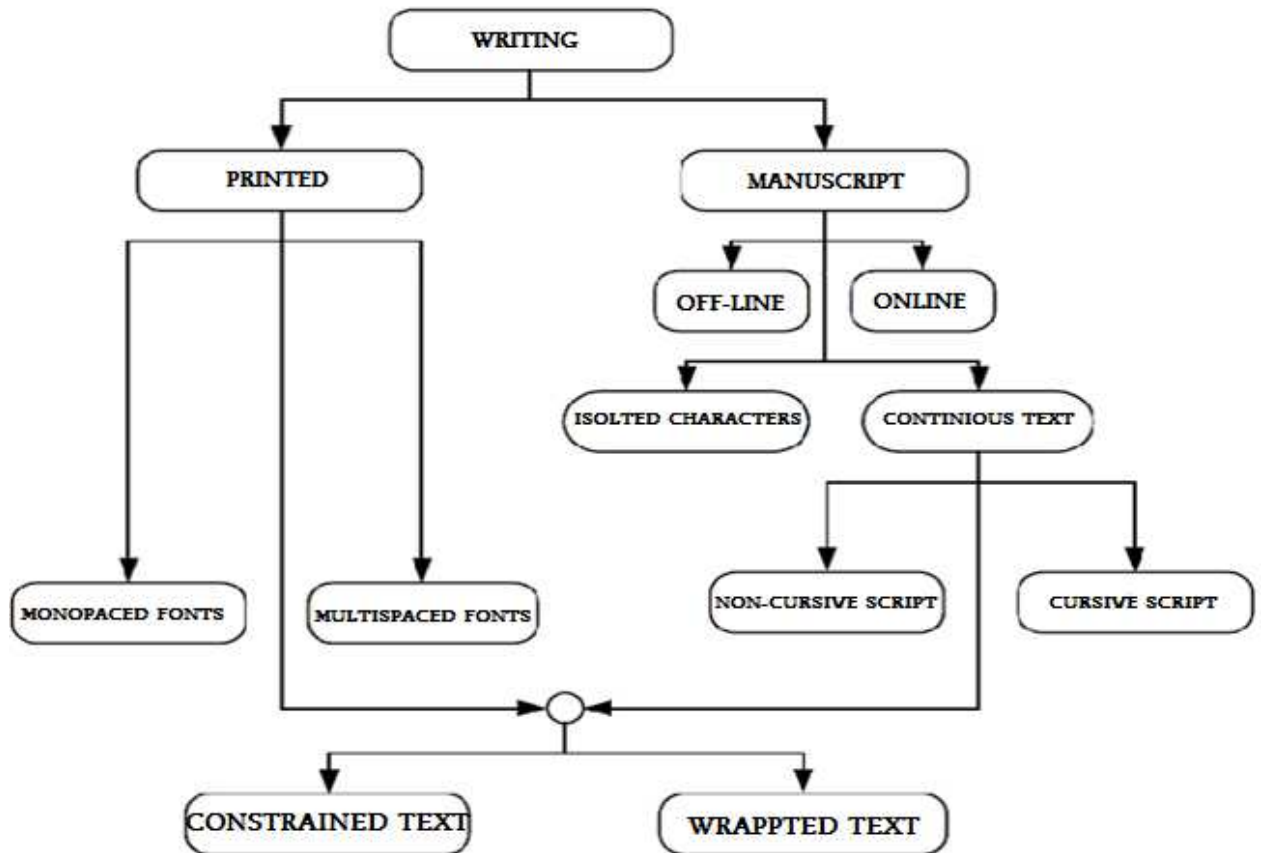 WRITING
PRINTED
MANUSCRIPT
OFF-LINE
ONLINE
ISOLTED CHARACTERS
CONTINIOUS TEXT
MONOPACED FONTS
MULTISPACED FONTS
NON-CURSIVE SCRIPT
CURSIVE SCRIPT
CONSTRAINED TEXT
WRAPPTED TEXT